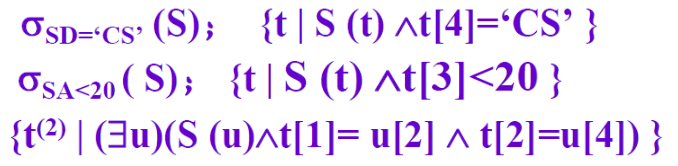 σSD=‘CS’ (S)； {t | S (t) ∧t[4]=‘CS’ }
σSA<20 ( S)； {t | S (t) ∧t[3]<20 }
{t(2) | (∃u)(S (u)∧t[1]= u[2] ∧ t[2]=u[4]) }